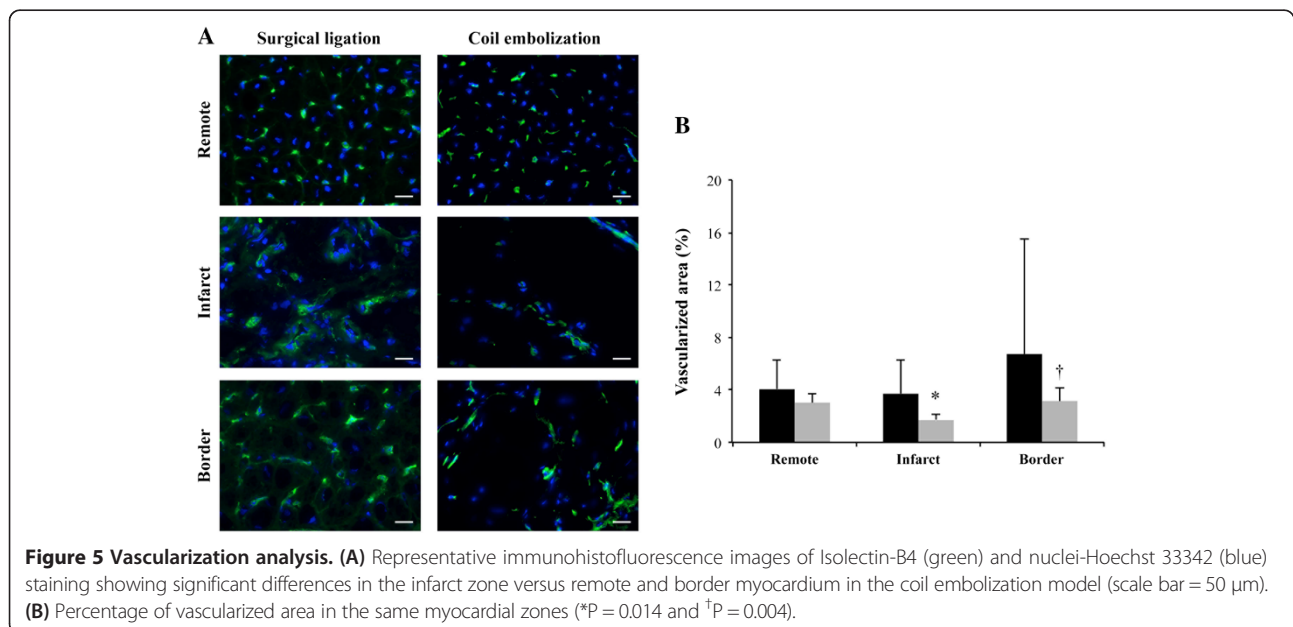 A
Surgical ligation
Coil embolization
Remote
Infarct
Border
B
Vascularized area (%)
20
16
12
8
4
0
*
†
Remote
Infarct
Border
Figure 5 Vascularization analysis. (A) Representative immunohistofluorescence images of Isolectin-B4 (green) and nuclei-Hoechst 33342 (blue)
staining showing significant differences in the infarct zone versus remote and border myocardium in the coil embolization model (scale bar = 50 μm).
(B) Percentage of vascularized area in the same myocardial zones (*P = 0.014 and †P = 0.004).